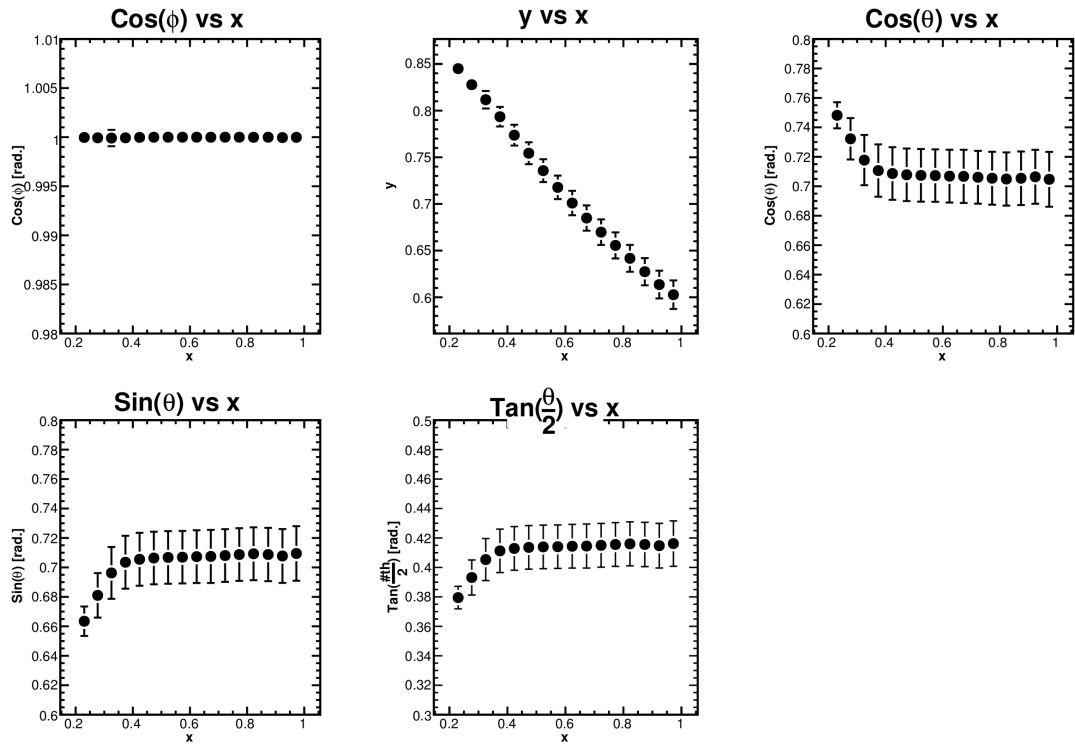 Cos(ϕ) vs x
1.01
1.005
1
0.995
0.99
0.985
0.98
Cos(ϕ) [rad.]
0.2 0.4 0.6 0.8 1
x
y vs x
0.85
0.8
0.75
0.7
0.65
0.6
y
0.2 0.4 0.6 0.8 1
x
Cos(θ) vs x
0.8
0.78
0.76
0.74
0.72
0.7
0.68
0.66
0.64
0.62
0.6
Cos(θ) [rad.]
0.2 0.4 0.6 0.8 1
x
Sin(θ) vs x
0.8
0.78
0.76
0.74
0.72
0.7
0.68
0.66
0.64
0.62
0.6
Sin(θ) [rad.]
0.2 0.4 0.6 0.8 1
x
Tan(θ/2) vs x
0.5
0.48
0.46
0.44
0.42
0.4
0.38
0.36
0.34
0.32
0.3
Tan(#th/2) [rad.]
0.2 0.4 0.6 0.8 1
x